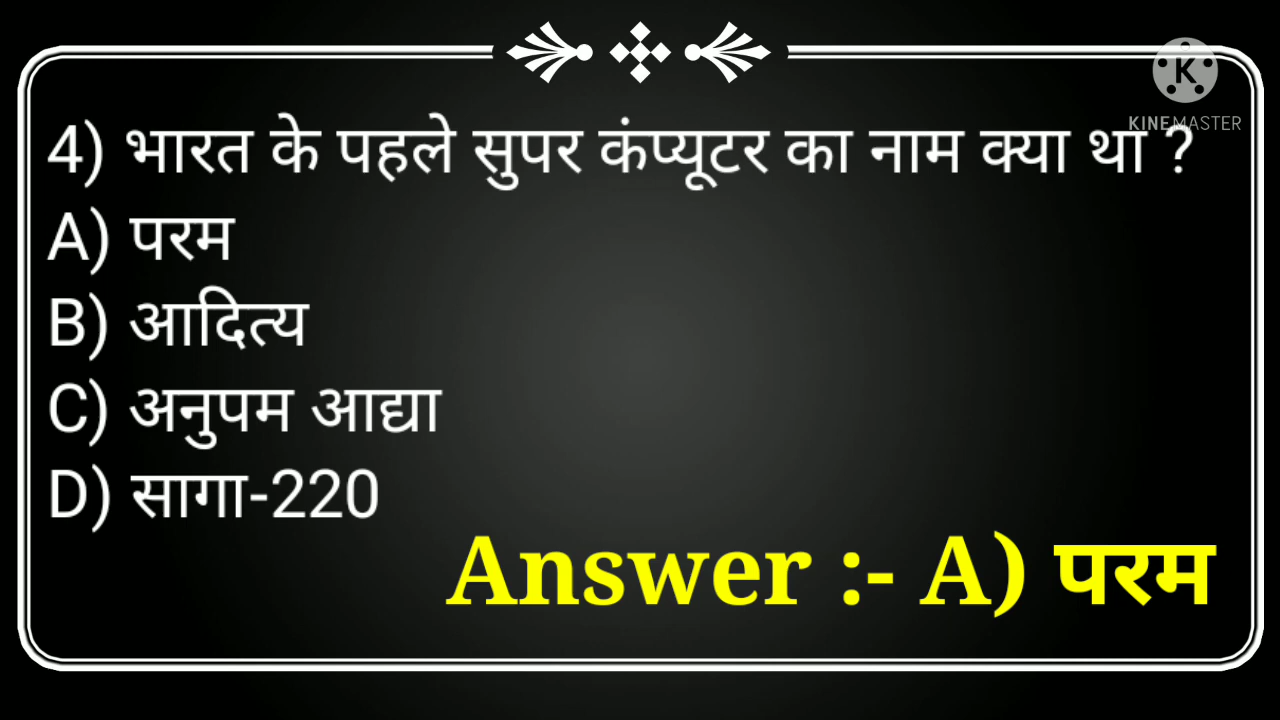 K
KINEMASTER
4) भारत के पहले सुपर कंप्यूटर का नाम क्या था ?
A) परम
B) आदित्य
C) अनुपम आद्या
D) सागा-220
Answer :- A) परम